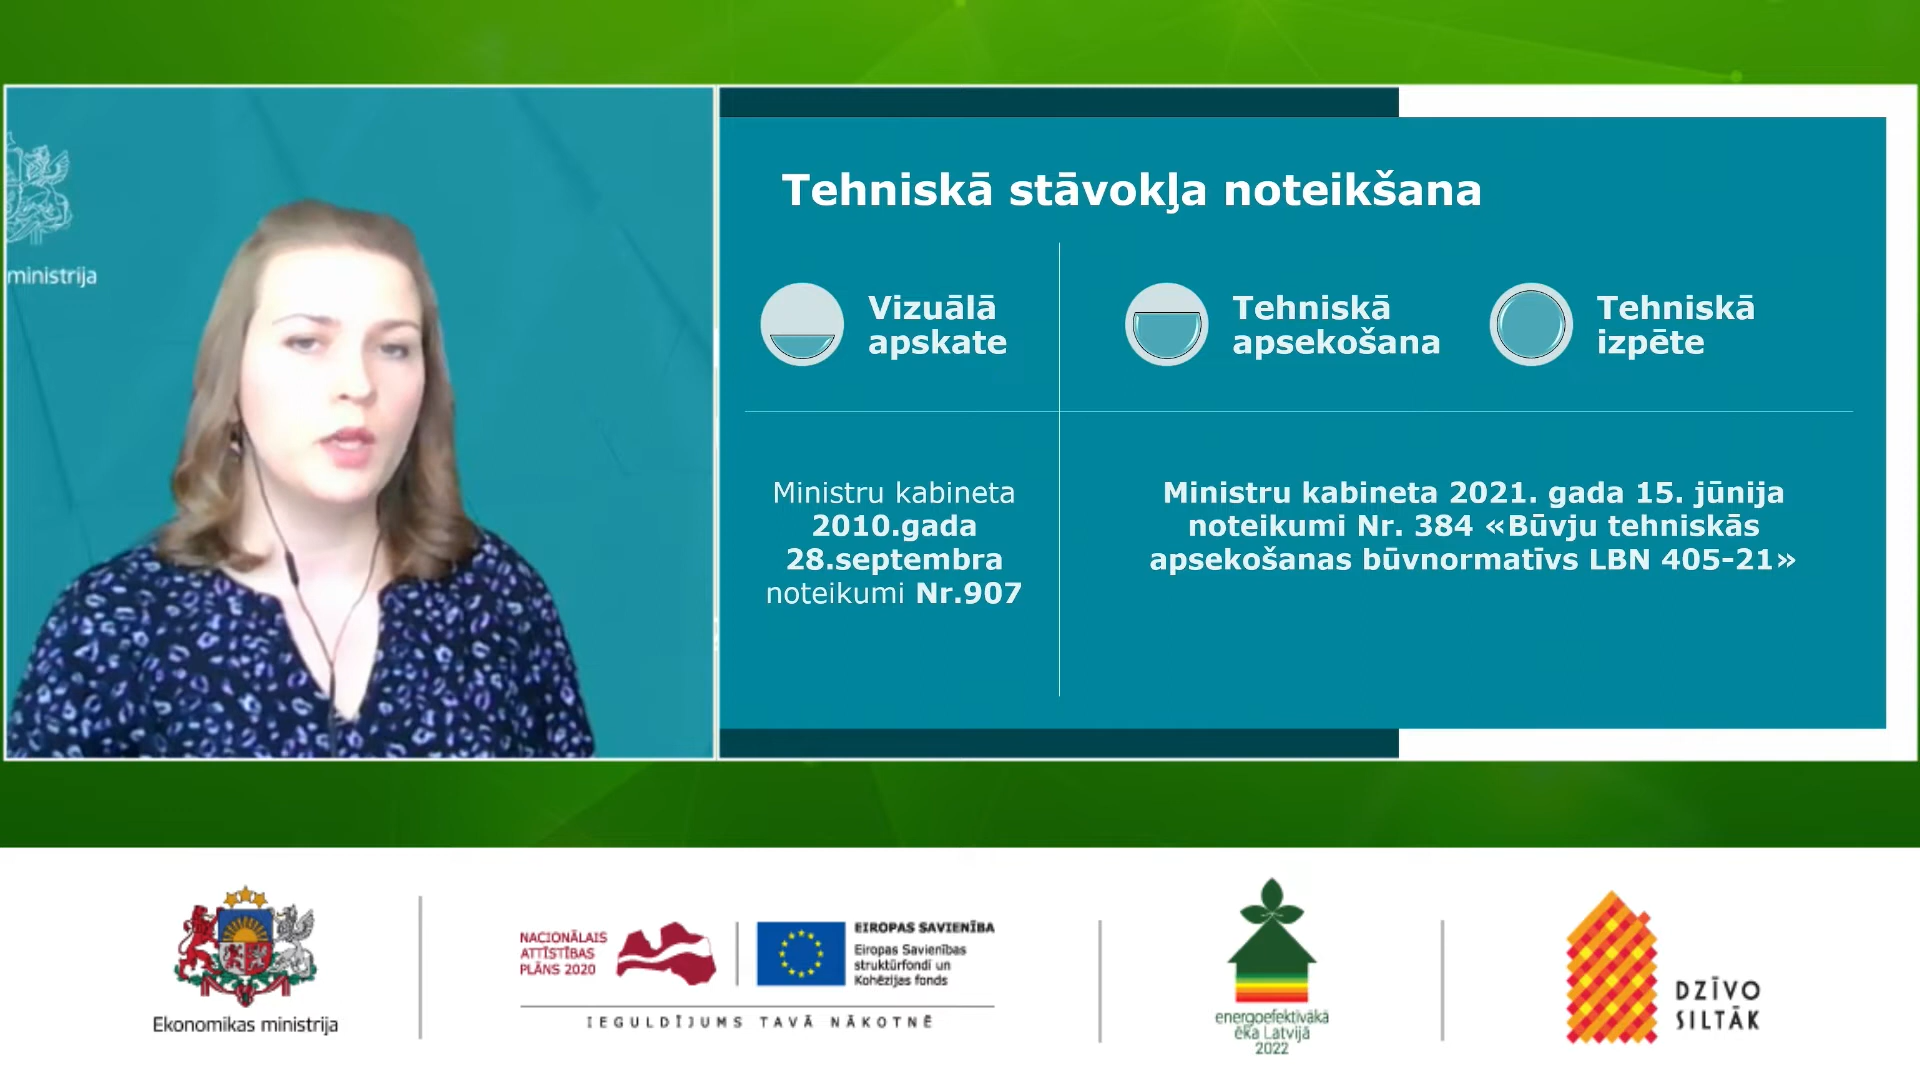 ministrija
Tehniskā stāvokļa noteikšana
Vizuālā
apskate
Tehniskā
apsekošana
Tehniskā
izpēte
Ministru kabineta
2010.gada
28.septembra
noteikumi Nr.907
Ministru kabineta 2021. gada 15. jūnija
noteikumi Nr. 384 «Būvju tehniskās
apsekošanas būvnormatīvs LBN 405-21»
Ekonomikas ministrija
NACIONĀLAIS
ATTĪSTĪBAS
PLĀNS 2020
EIROPAS SAVIENĪBA
Eiropas Savienības
struktūrfondi un
Kohēzijas fonds
IEGULDĪJUMS TAVĀ NĀKOTNĒ
energoefektīvākā
ēka Latvijā
2022
DZĪVO
SILTĀK